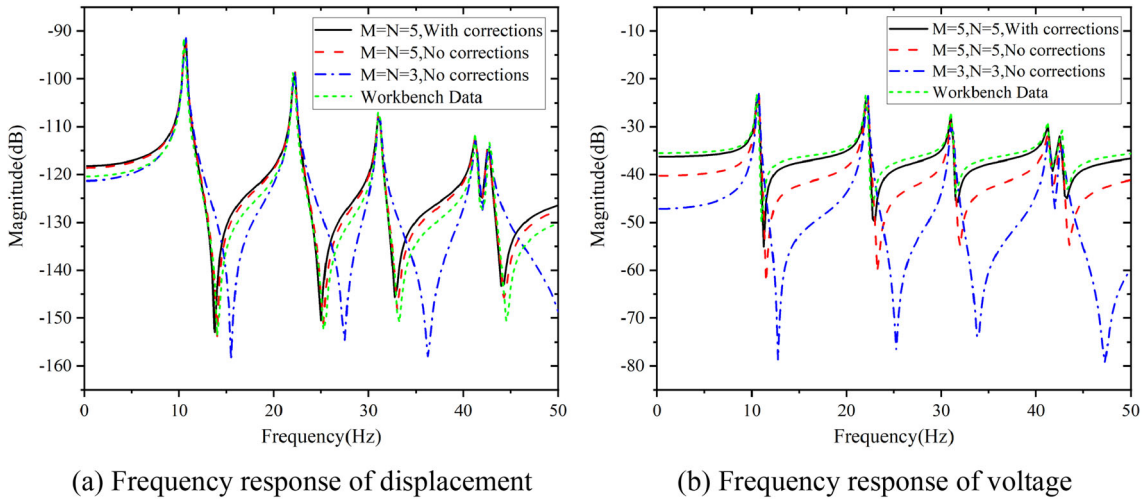 -90
-100
-110
-120
-130
-140
-150
-160
Magnitude(dB)
M=N=5,With corrections
M=N=5,No corrections
M=N=3,No corrections
Workbench Data
0 10 20 30 40 50
Frequency(Hz)
(a) Frequency response of displacement
-10
-20
-30
-40
-50
-60
-70
-80
Magnitude(dB)
M=5,N=5,With corrections
M=5,N=5,No corrections
M=3,N=3,No corrections
Workbench Data
0 10 20 30 40 50
Frequency(Hz)
(b) Frequency response of voltage